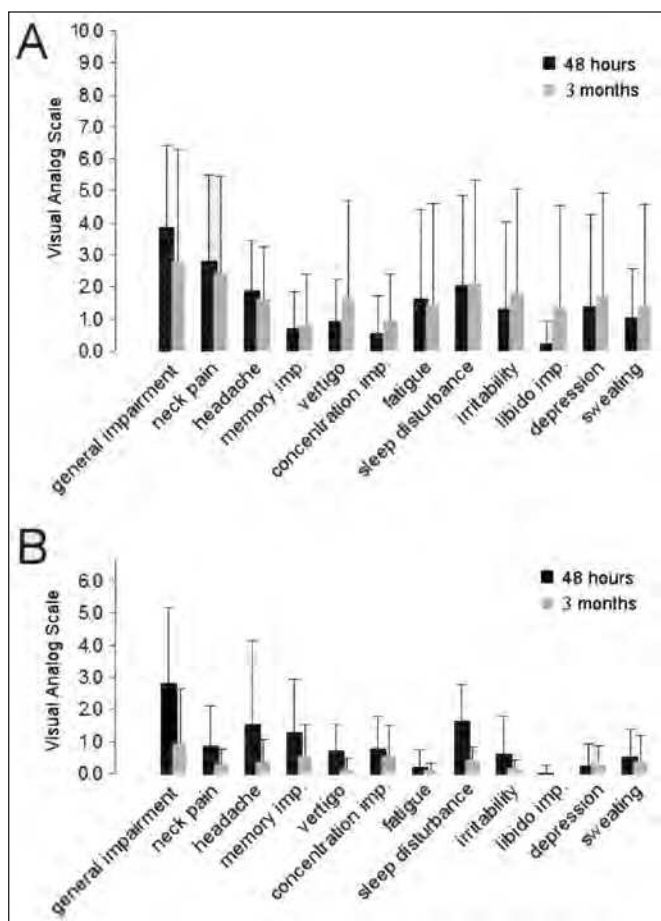 A
10.0
48 hours
9.0
3 months
8.0
7.0
6.0
5.0
4.0
3.0
2.0
1.0
0.0
Visual Analog Scale
general impairment
neck pain
headache
memory imp.
vertigo
concentration imp.
fatigue
sleep disturbance
irritability
libido imp.
depression
sweating
B
48 hours
6.0
3 months
5.0
4.0
3.0
2.0
1.0
0.0
Visual Analog Scale
general impairment
neck pain
headache
memory imp.
vertigo
concentration imp.
fatigue
sleep disturbance
irritability
libido imp.
depression
sweating